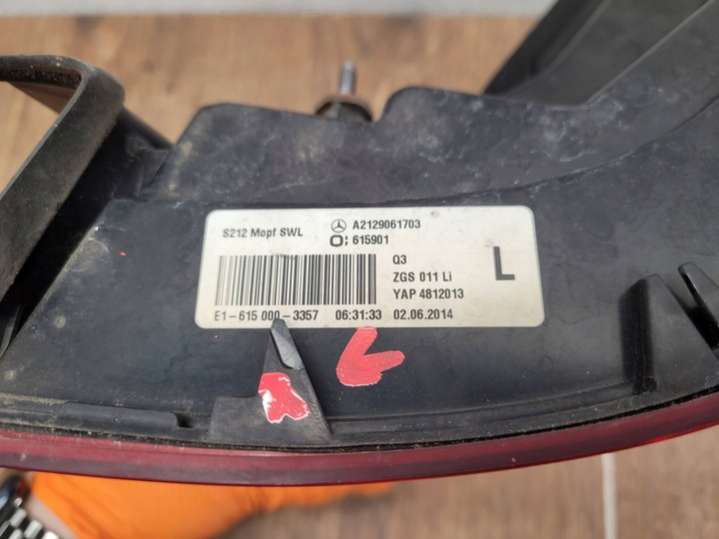 S212 Mopf SWL A2129061703
O: 615901
Q3
ZGS 011 Li L
YAP 4812013
E1-615 000-3357 06:31:33 02.06.2014
L